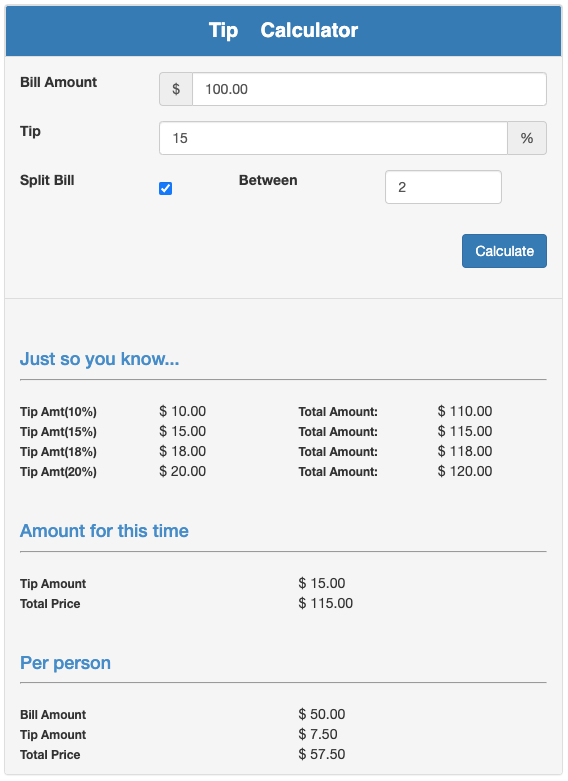 Tip Calculator
Bill Amount $ 100.00
Tip 15 %
Split Bill Between 2
Calculate
Just so you know...
Tip Amt(10%) $ 10.00 Total Amount: $ 110.00
Tip Amt(15%) $ 15.00 Total Amount: $ 115.00
Tip Amt(18%) $ 18.00 Total Amount: $ 118.00
Tip Amt(20%) $ 20.00 Total Amount: $ 120.00
Amount for this time
Tip Amount $ 15.00
Total Price $ 115.00
Per person
Bill Amount $ 50.00
Tip Amount $ 7.50
Total Price $ 57.50